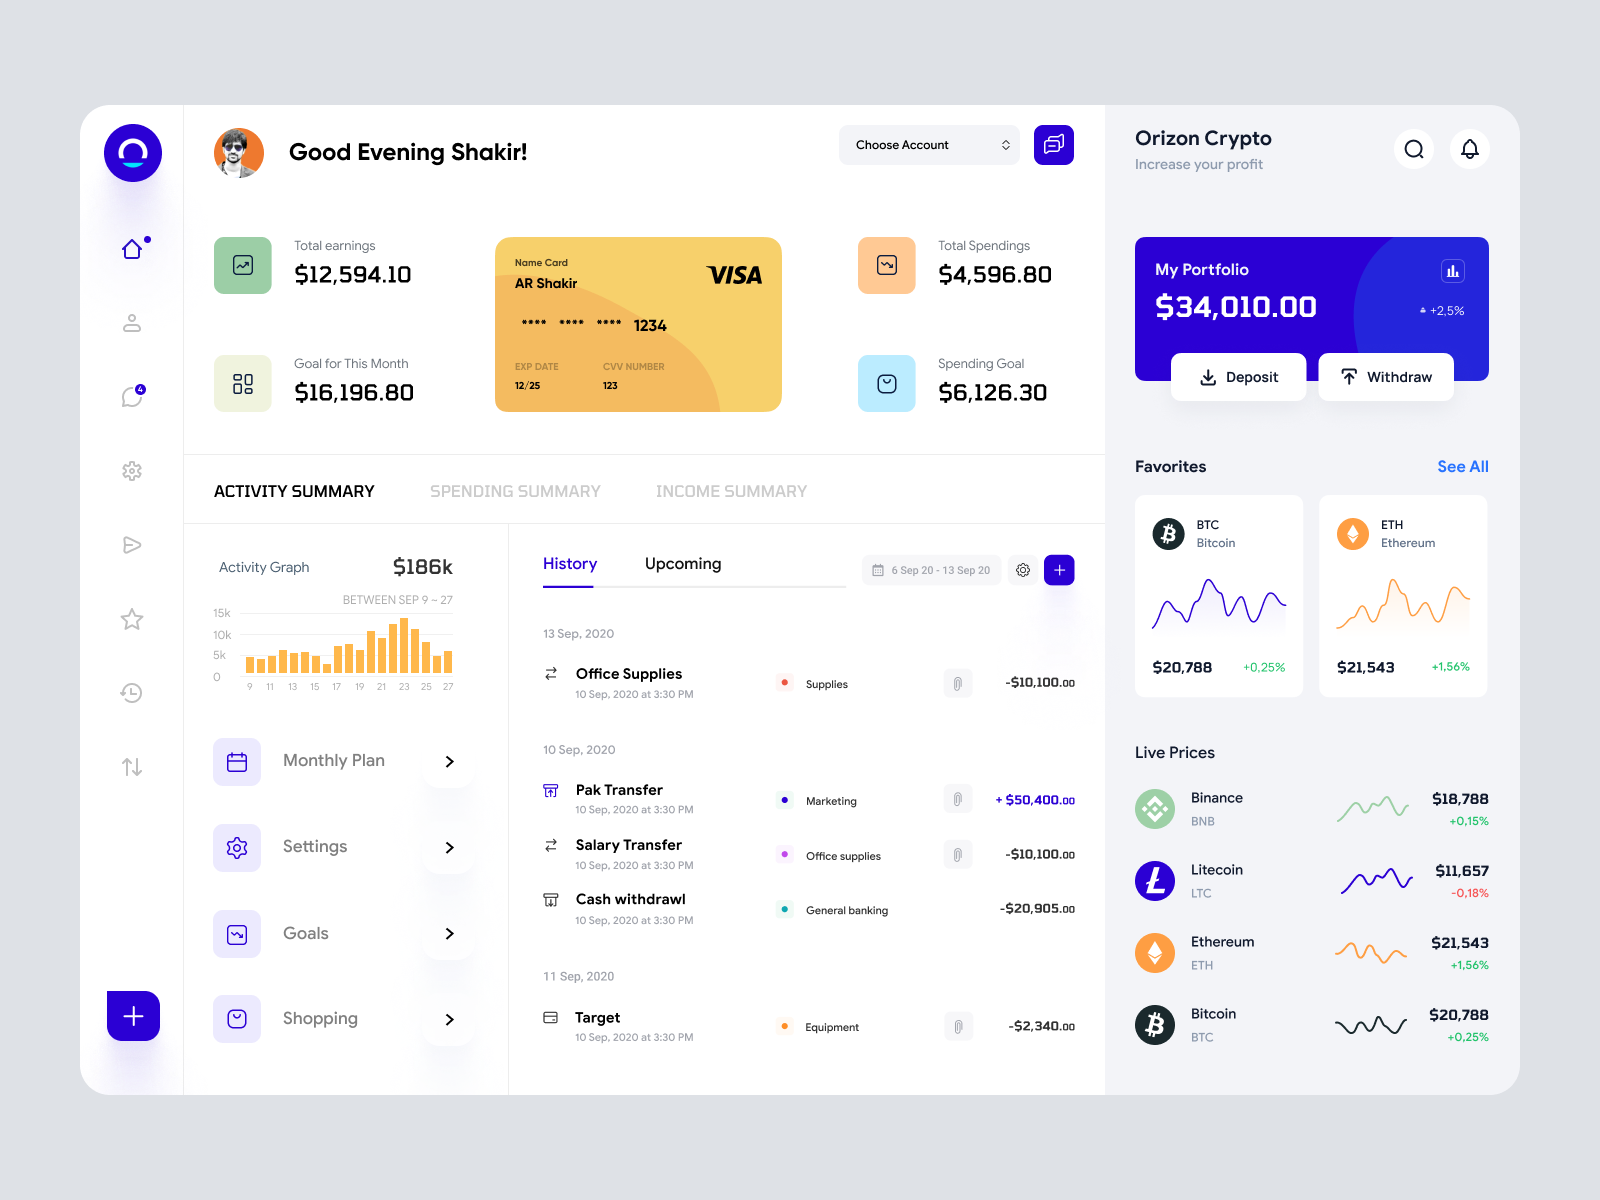 Good Evening Shakir!
Choose Account
Total earnings
$12,594.10
Goal for This Month
$16,196.80
Name Card
AR Shakir
VISA
**** **** **** 1234
EXP DATE CVV NUMBER
12/25 123
Total Spendings
$4,596.80
Spending Goal
$6,126.30
4
ACTIVITY SUMMARY SPENDING SUMMARY INCOME SUMMARY
Activity Graph $186k
BETWEEN SEP 9 ~ 27
15k
10k
5k
0
9 11 13 15 17 19 21 23 25 27
Monthly Plan
Settings
Goals
Shopping
History Upcoming
6 Sep 20 - 13 Sep 20
13 Sep, 2020
Office Supplies
10 Sep, 2020 at 3:30 PM
Supplies
-$10,100.00
10 Sep, 2020
Pak Transfer
10 Sep, 2020 at 3:30 PM
Marketing
+ $50,400.00
Salary Transfer
10 Sep, 2020 at 3:30 PM
Office supplies
-$10,100.00
Cash withdrawl
10 Sep, 2020 at 3:30 PM
General banking
-$20,905.00
11 Sep, 2020
Target
10 Sep, 2020 at 3:30 PM
Equipment
-$2,340.00
Orizon Crypto
Increase your profit
My Portfolio
$34,010.00
+2,5%
Deposit Withdraw
Favorites See All
BTC
Bitcoin
$20,788 +0,25%
ETH
Ethereum
$21,543 +1,56%
Live Prices
Binance $18,788
BNB +0,15%
Litecoin $11,657
LTC -0,18%
Ethereum $21,543
ETH +1,56%
Bitcoin $20,788
BTC +0,25%